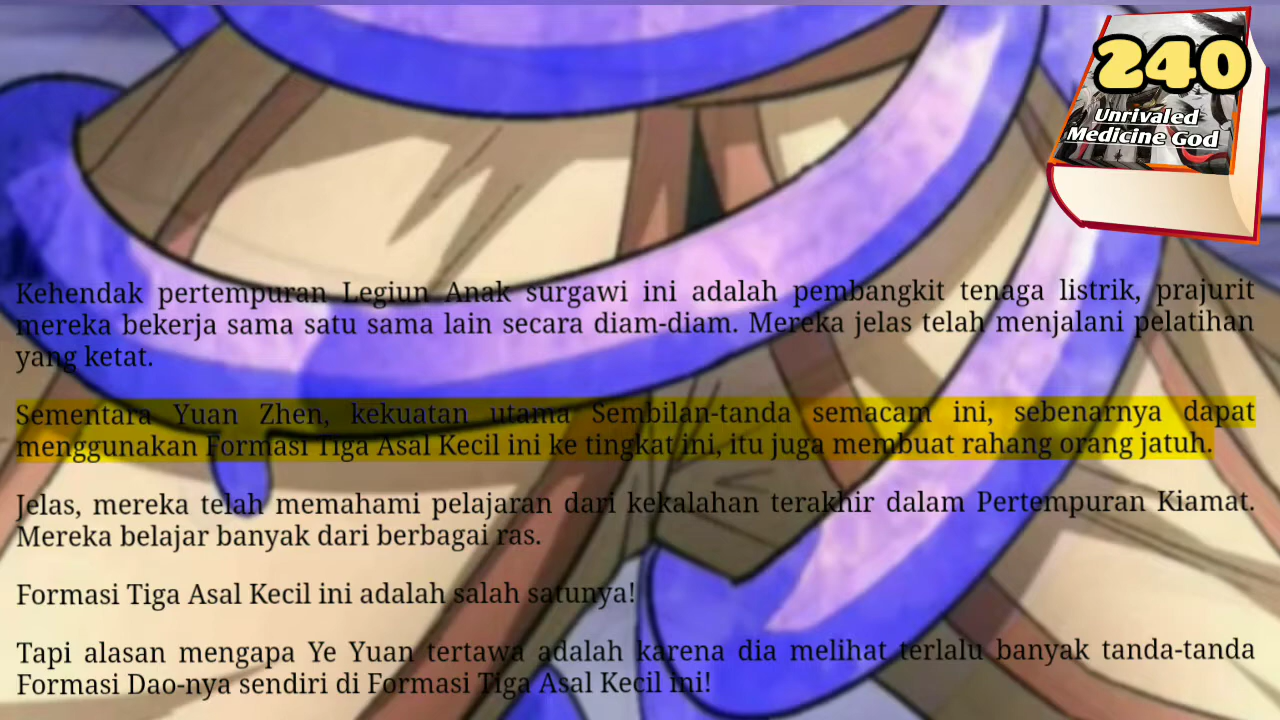 240
Unrivaled
Medicine God
Kehendak pertempuran Legiun Anak surgawi ini adalah pembangkit tenaga listrik, prajurit
mereka bekerja sama satu sama lain secara diam-diam. Mereka jelas telah menjalani pelatihan
yang ketat.
Sementara Yuan Zhen, kekuatan utama Sembilan-tanda semacam ini, sebenarnya dapat
menggunakan Formasi Tiga Asal Kecil ini ke tingkat ini, itu juga membuat rahang orang jatuh.
Jelas, mereka telah memahami pelajaran dari kekalahan terakhir dalam Pertempuran Kiamat.
Mereka belajar banyak dari berbagai ras.
Formasi Tiga Asal Kecil ini adalah salah satunya!
Tapi alasan mengapa Ye Yuan tertawa adalah karena dia melihat terlalu banyak tanda-tanda
Formasi Dao-nya sendiri di Formasi Tiga Asal Kecil ini!